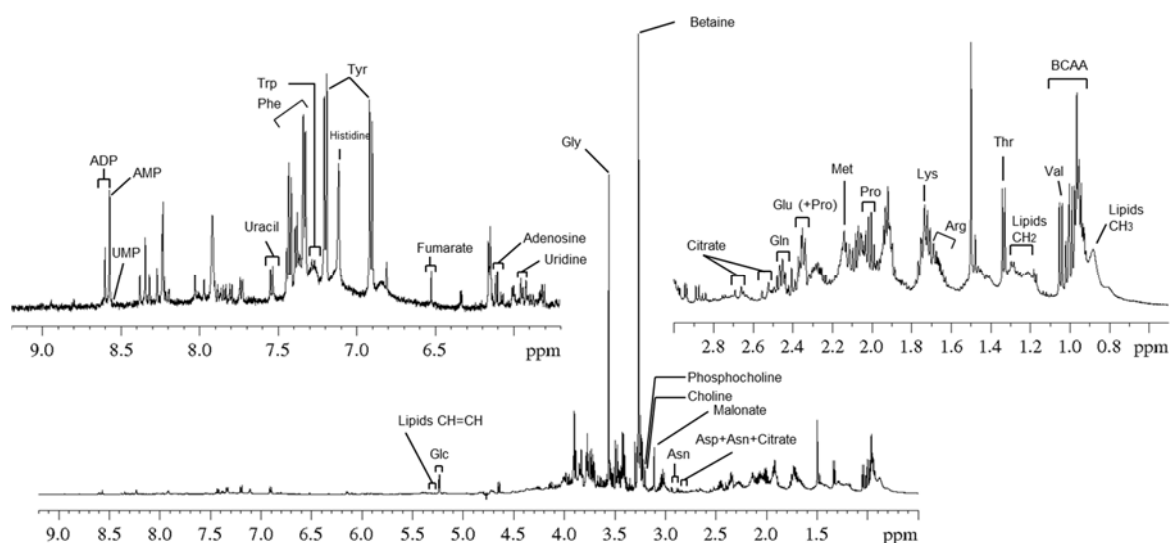 Betaine
Trp
Tyr
Phe
Histidine
ADP
AMP
UMP
Uracil
Fumarate
Adenosine
Uridine
9.0 8.5 8.0 7.5 7.0 6.5 ppm
Gly
BCAA
Thr
Met
Lys
Val
Pro
Glu (+Pro)
Arg
Lipids
CH2
Lipids
CH3
Citrate
Gln
2.8 2.6 2.4 2.2 2.0 1.8 1.6 1.4 1.2 1.0 0.8 ppm
Phosphocholine
Choline
Malonate
Lipids CH=CH
Glc
Asn
Asp+Asn+Citrate
9.0 8.5 8.0 7.5 7.0 6.5 6.0 5.5 5.0 4.5 4.0 3.5 3.0 2.5 2.0 1.5 ppm